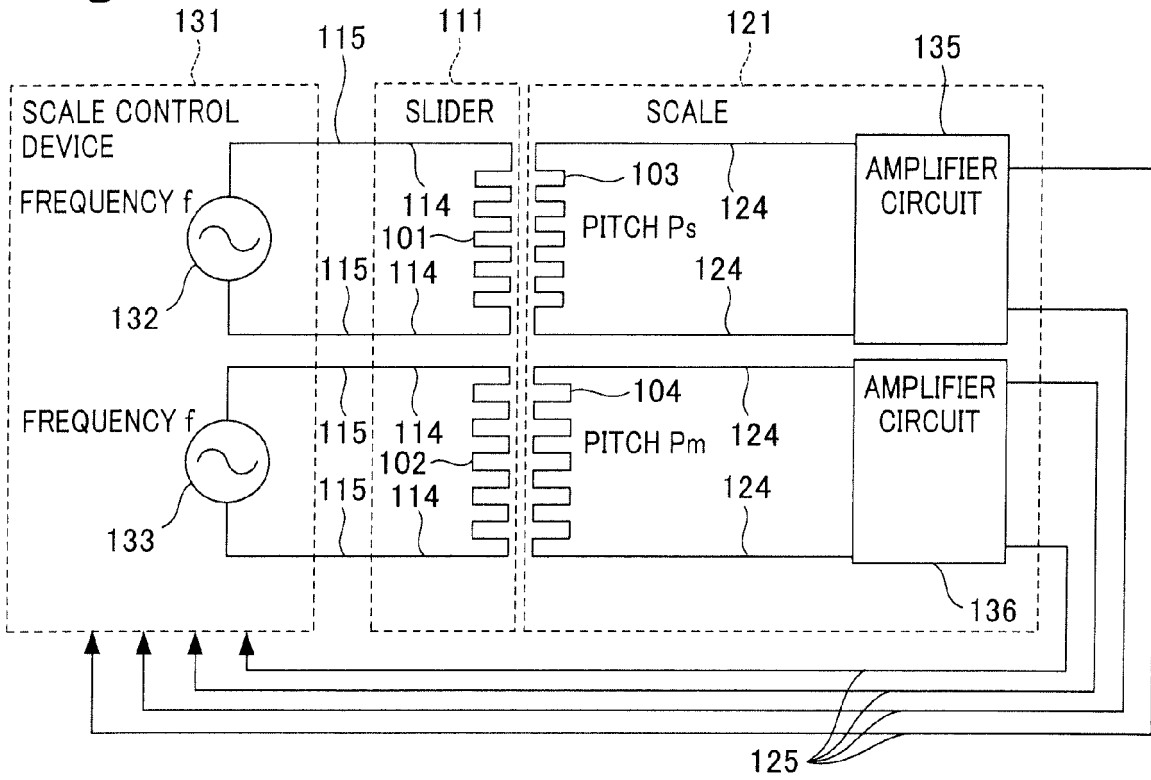 131
115
111
121
135
SCALE CONTROL
DEVICE
SLIDER
SCALE
AMPLIFIER
CIRCUIT
FREQUENCY f
114
103
124
PITCH Ps
101
132
115
114
124
AMPLIFIER
CIRCUIT
104
FREQUENCY f
115
114
PITCH Pm
124
102
115
114
124
133
136
125